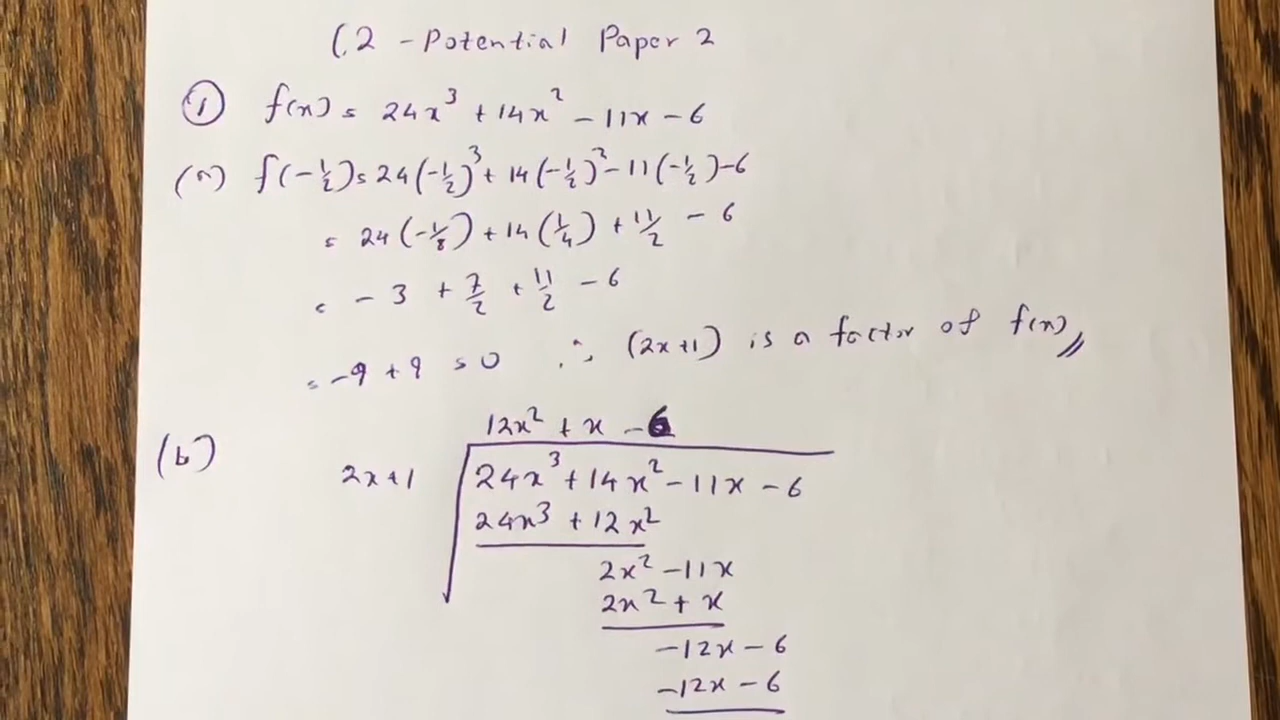 C2 - Potential Paper 2
① f(x) = 24x³ + 14x² - 11x - 6
(a) f(-1/2) = 24(-1/2)³ + 14(-1/2)² - 11(-1/2) - 6
= 24(-1/8) + 14(1/4) + 11/2 - 6
= - 3 + 7/2 + 11/2 - 6
= -9 + 9 = 0 ∴ (2x+1) is a factor of f(x)
(b)
12x² + x - 6
2x+1 24x³ + 14x² - 11x - 6
24x³ + 12x²
2x² - 11x
2x² + x
-12x - 6
-12x - 6